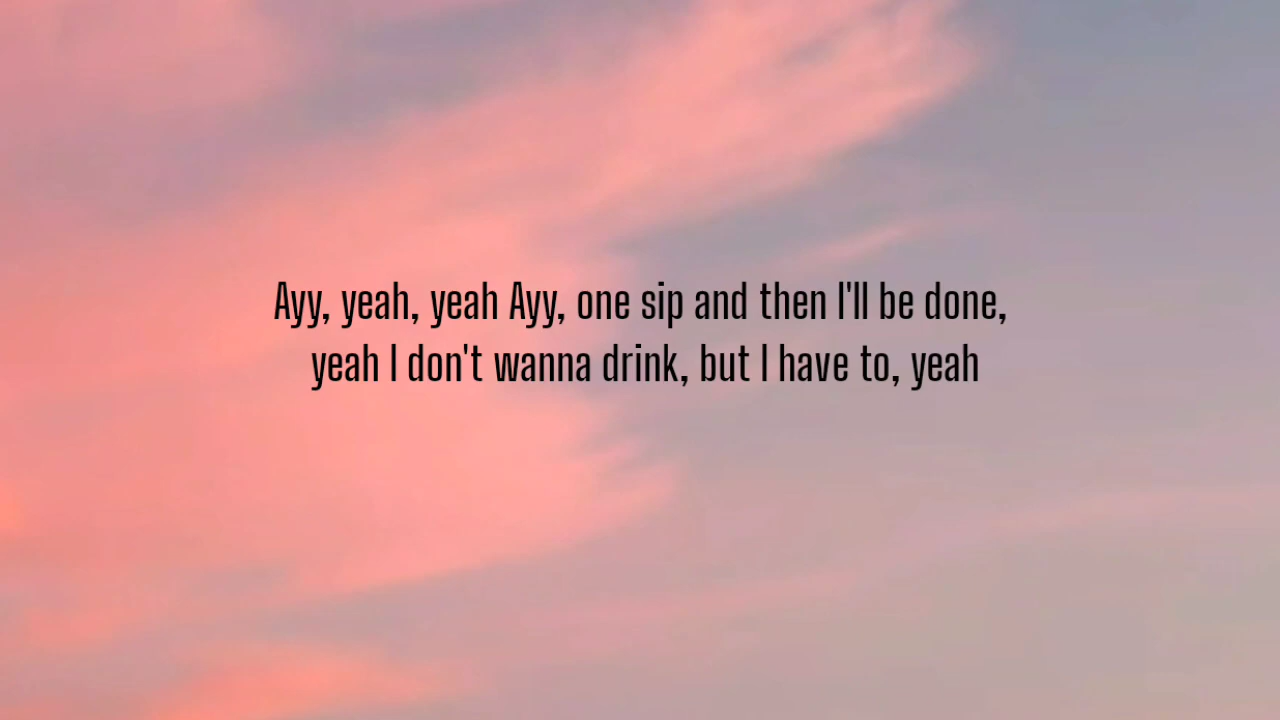 Ayy, yeah, yeah Ayy, one sip and then I'll be done,
yeah I don't wanna drink, but I have to, yeah